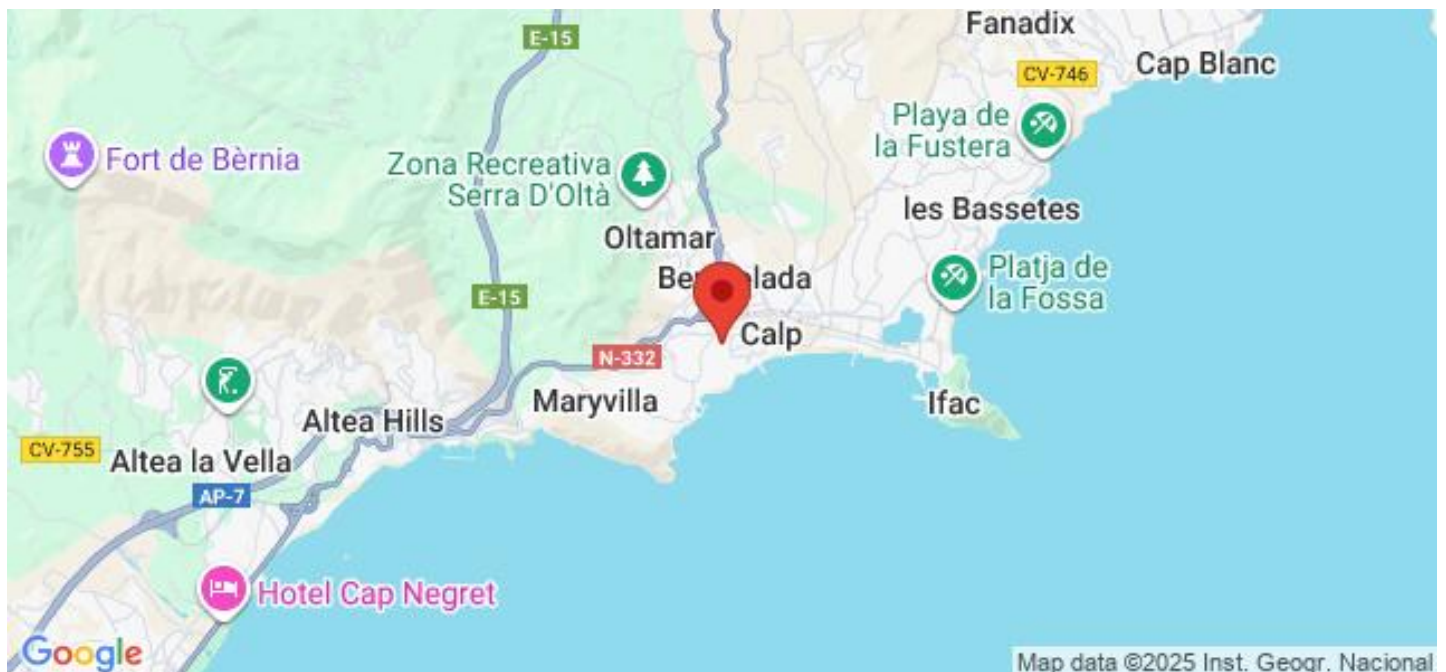 Fanadix
E-15
Cap Blanc
CV-746
Playa de
la Fustera
Fort de Bèrnia
Zona Recreativa
Serra D'Oltà
les Bassetes
Oltamar
Platja de
la Fossa
E-15
Calp
N-332
Maryvilla
Ifac
Altea Hills
CV-755
Altea la Vella
AP-7
Hotel Cap Negret
Google
Map data ©2025 Inst. Geogr. Nacional